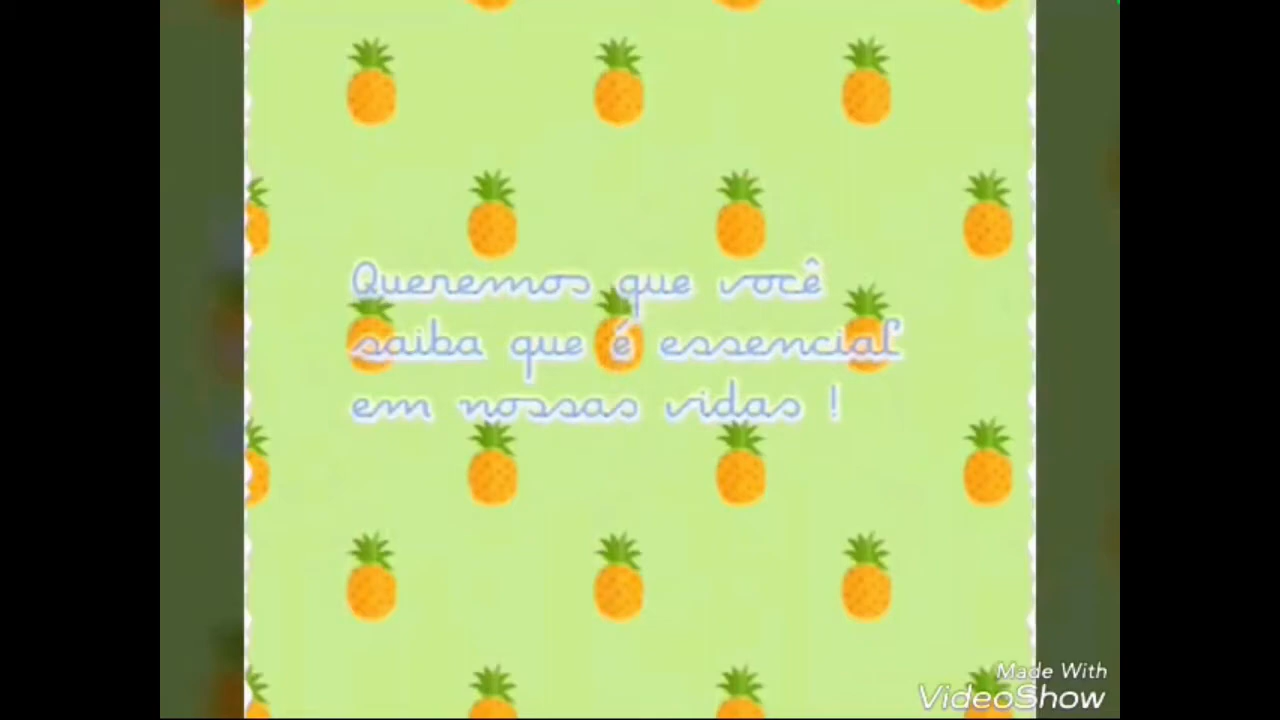 Queremos que você
saiba que é essencial
em nossas vidas !
Made With
VideoShow